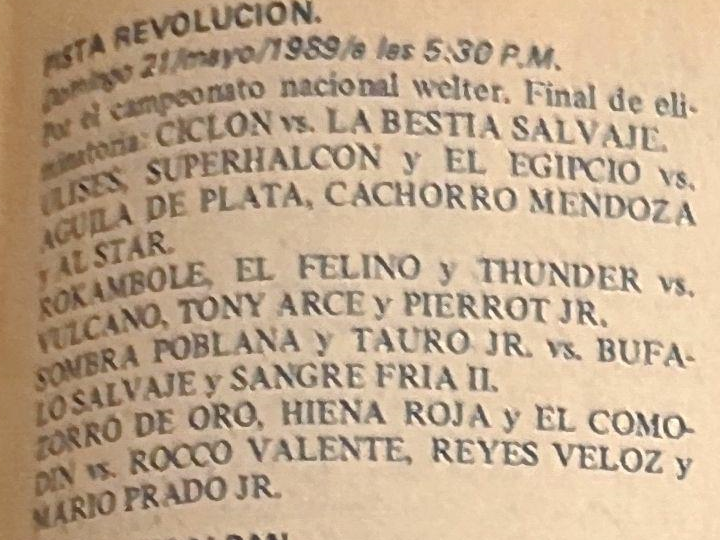 PISTA REVOLUCION.
Domingo 21/mayo/1989/a las 5:30 P.M.
Por el campeonato nacional welter. Final de eli-
minatoria: CICLON vs. LA BESTIA SALVAJE.
ULISES, SUPERHALCON y EL EGIPCIO vs.
AGUILA DE PLATA, CACHORRO MENDOZA
y AL STAR.
ROKAMBOLE, EL FELINO y THUNDER vs.
VULCANO, TONY ARCE y PIERROT JR.
SOMBRA POBLANA y TAURO JR. vs. BUFA-
LO SALVAJE y SANGRE FRIA II.
ZORRO DE ORO, HIENA ROJA y EL COMO-
DIN vs. ROCCO VALENTE, REYES VELOZ y
MARIO PRADO JR.